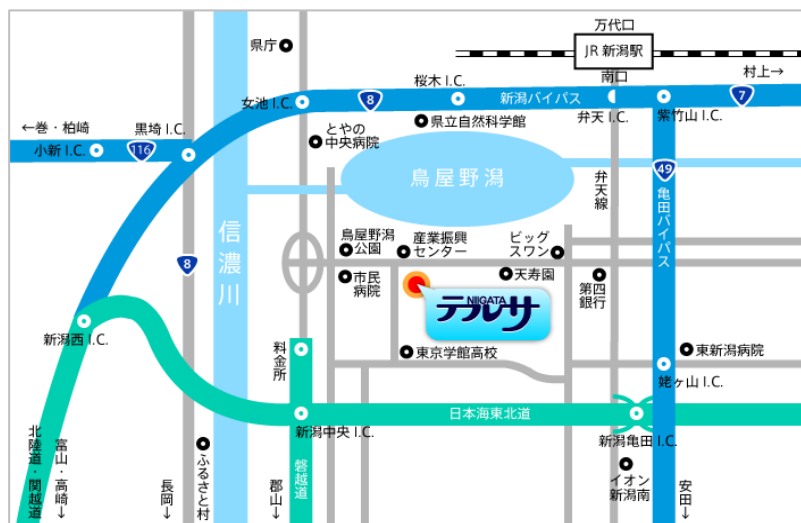 万代口
JR 新潟駅
県庁
南口
村上→
桜木 I.C.
新潟バイパス
8
7
女池 I.C.
弁天 I.C.
紫竹山 I.C.
←巻・柏崎
黒埼 I.C.
県立自然科学館
小新 I.C.
116
とやの
中央病院
鳥屋野潟
弁天線
49
亀田バイパス
信濃川
8
鳥屋野潟
公園
産業振興
センター
ビッグ
スワン
市民
病院
天寿園
第四
銀行
NIIGATA
テルサ
新潟西 I.C.
料金所
東京学館高校
東新潟病院
姥ヶ山 I.C.
日本海東北道
新潟中央 I.C.
新潟亀田 I.C.
北陸道・関越道
富山・高崎→
ふるさと村
長岡→
郡山→
磐越道
イオン
新潟南
安田→